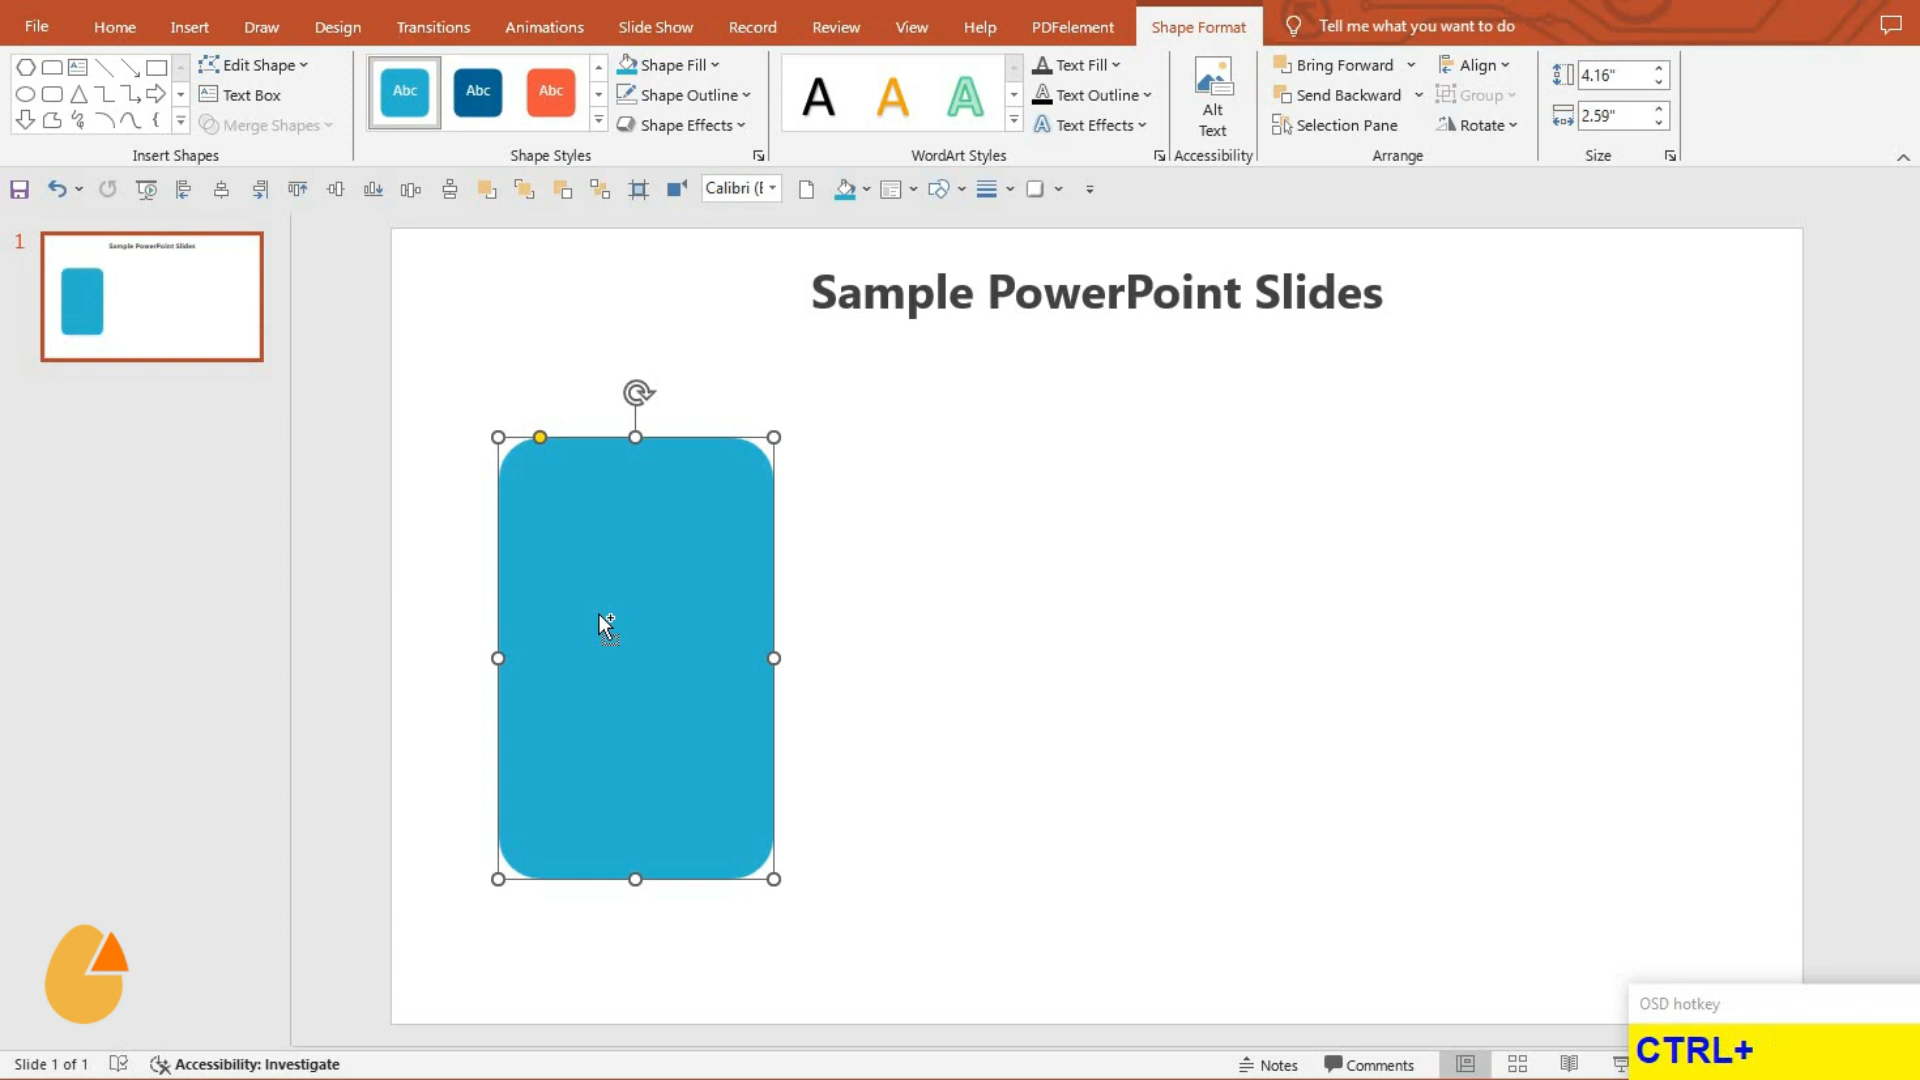 File Home Insert Draw Design Transitions Animations Slide Show Record Review View Help PDFelement Shape Format Tell me what you want to do
Edit Shape
Text Box
Merge Shapes
Insert Shapes
Abc Abc Abc
Shape Fill
Shape Outline
Shape Effects
Shape Styles
A A A
Text Fill
Text Outline
Text Effects
WordArt Styles
Alt
Text
Accessibility
Bring Forward
Send Backward
Selection Pane
Align
Group
Rotate
Arrange
4.16"
2.59"
Size
Calibri (E
1
Sample PowerPoint Slides
Sample PowerPoint Slides
OSD hotkey
CTRL+
Slide 1 of 1 Accessibility: Investigate Notes Comments